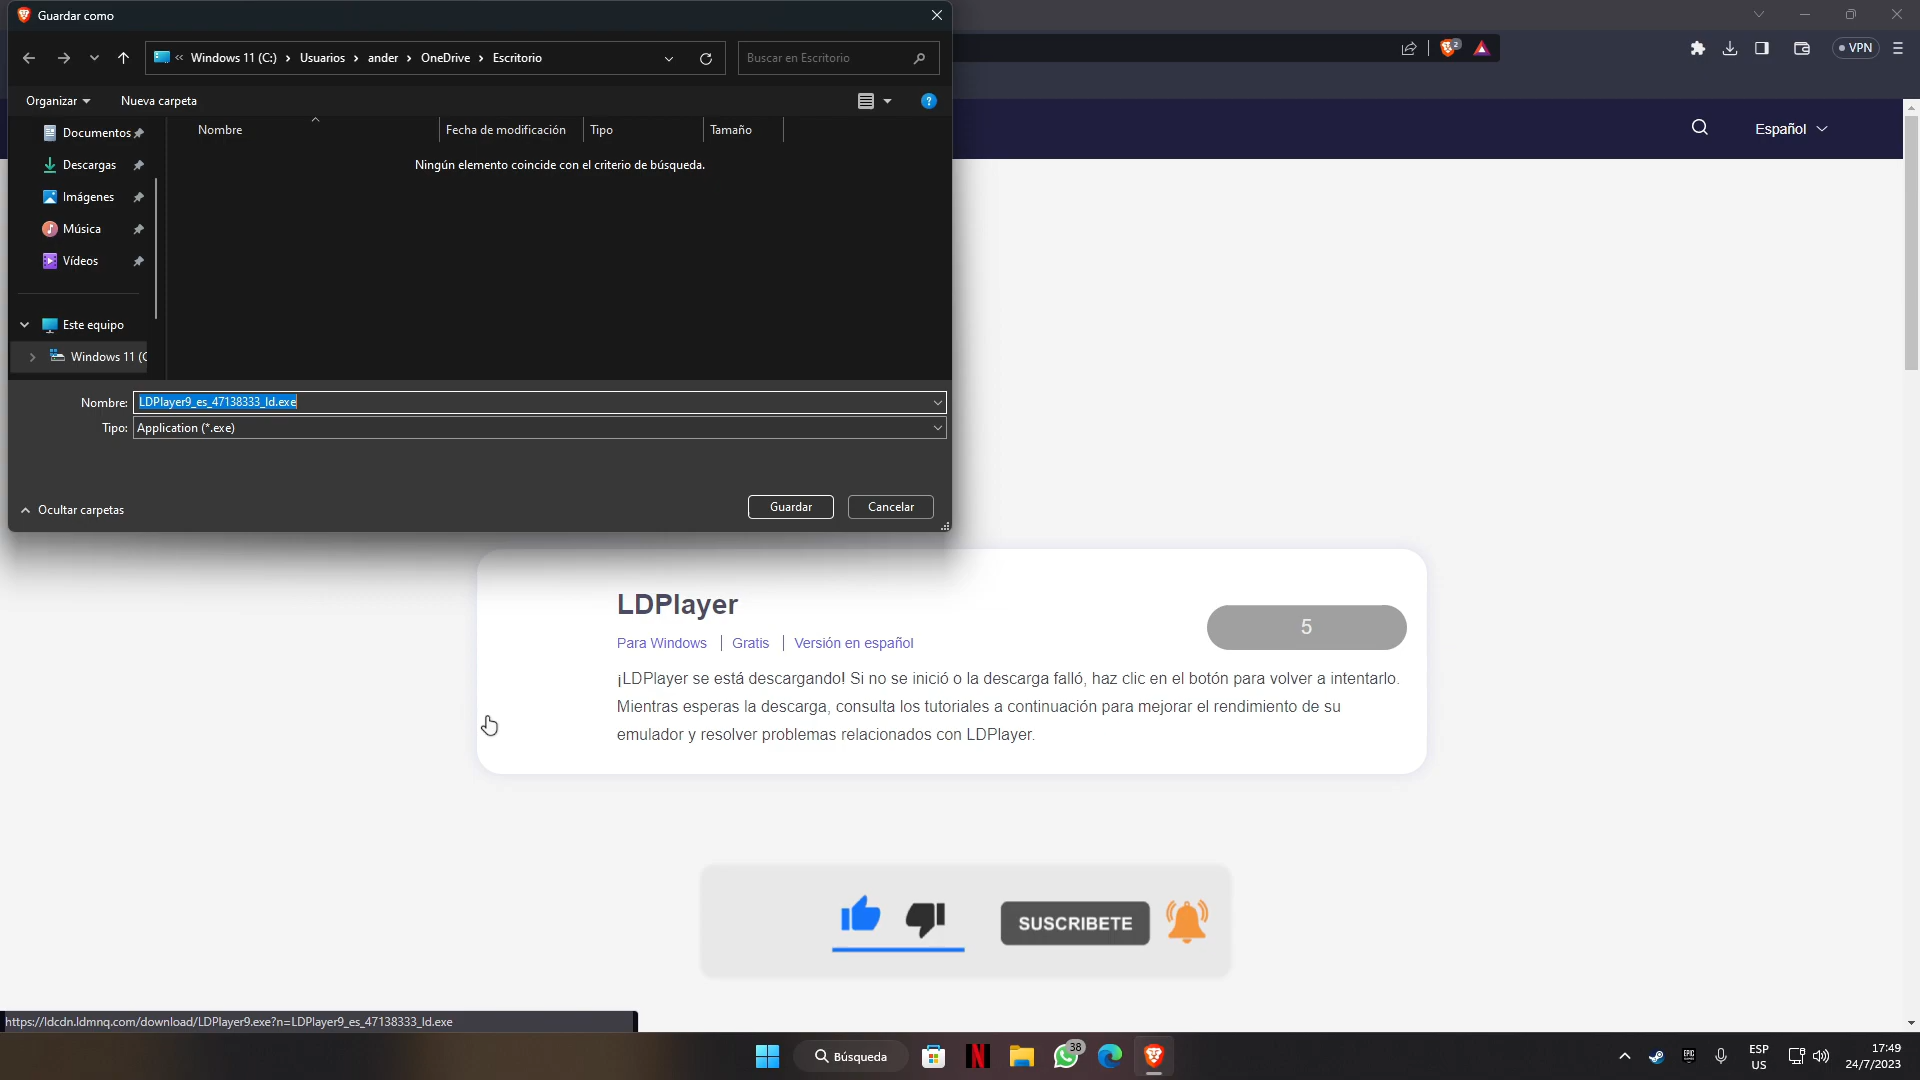 Guardar como
Windows 11 (C:) › Usuarios › ander › OneDrive › Escritorio
Buscar en Escritorio
2
VPN
Organizar
Nueva carpeta
?
Español
Documentos
Nombre
Fecha de modificación
Tipo
Tamaño
Descargas
Ningún elemento coincide con el criterio de búsqueda.
Imágenes
Música
Vídeos
Este equipo
Windows 11 (C
Nombre: LDPlayer9_es_47138333_ld.exe
Tipo: Application (*.exe)
Ocultar carpetas
Guardar
Cancelar
LDPlayer
5
Para Windows | Gratis | Versión en español
¡LDPlayer se está descargando! Si no se inició o la descarga falló, haz clic en el botón para volver a intentarlo.
Mientras esperas la descarga, consulta los tutoriales a continuación para mejorar el rendimiento de su
emulador y resolver problemas relacionados con LDPlayer.
SUSCRIBETE
https://ldcdn.ldmnq.com/download/LDPlayer9.exe?n=LDPlayer9_es_47138333_ld.exe
Búsqueda
N
38
EPIC
ESP
US
17:49
24/7/2023